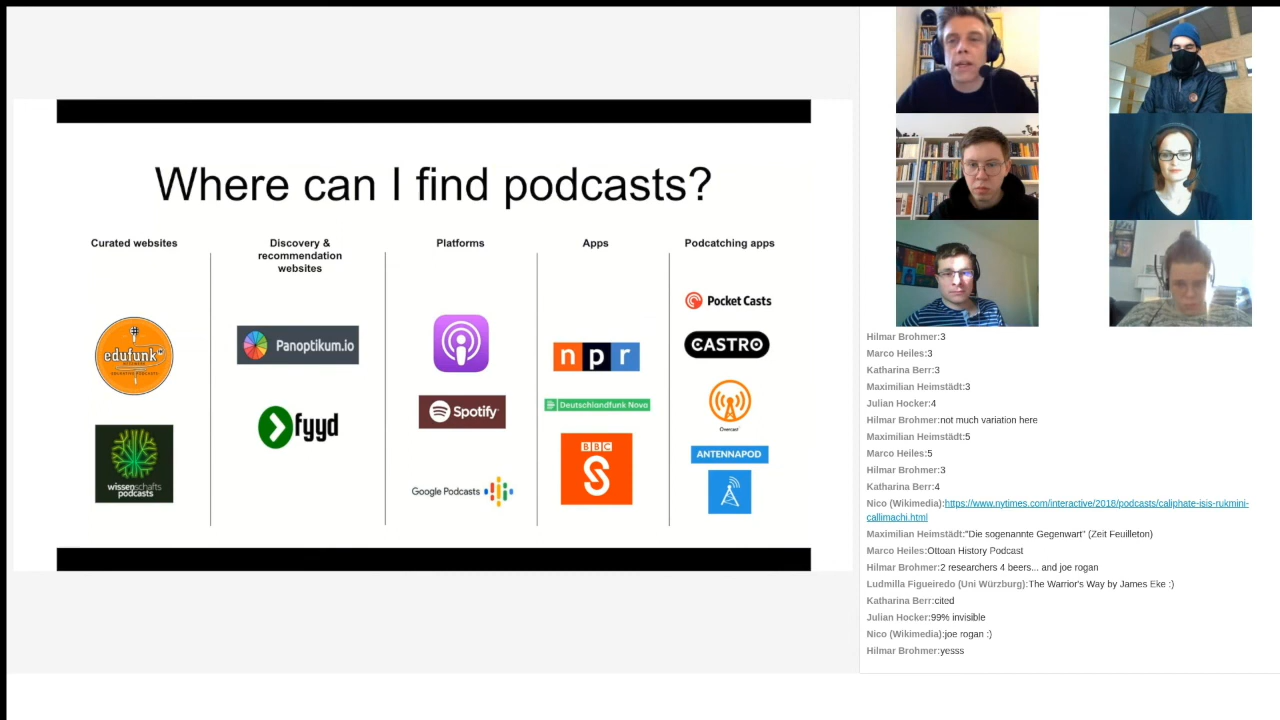 Where can I find podcasts?
Curated websites
edufunk
wissenschafts
podcasts
Discovery &
recommendation
websites
Panoptikum.io
fyyd
Platforms
Spotify
Google Podcasts
Apps
npr
Deutschlandfunk Nova
BBC
S
Podcatching apps
Pocket Casts
CASTRO
Overcast
ANTENNAPOD
Hilmar Brohmer:3
Marco Heiles:3
Katharina Berr:3
Maximilian Heimstädt:3
Julian Hocker:4
Hilmar Brohmer:not much variation here
Maximilian Heimstädt:5
Marco Heiles:5
Hilmar Brohmer:3
Katharina Berr:4
Nico (Wikimedia):https://www.nytimes.com/interactive/2018/podcasts/caliphate-isis-rukmini-
callimachi.html
Maximilian Heimstädt:"Die sogenannte Gegenwart" (Zeit Feuilleton)
Marco Heiles:Ottoan History Podcast
Hilmar Brohmer:2 researchers 4 beers... and joe rogan
Ludmilla Figueiredo (Uni Würzburg):The Warrior's Way by James Eke :)
Katharina Berr:cited
Julian Hocker:99% invisible
Nico (Wikimedia):joe rogan :)
Hilmar Brohmer:yesss